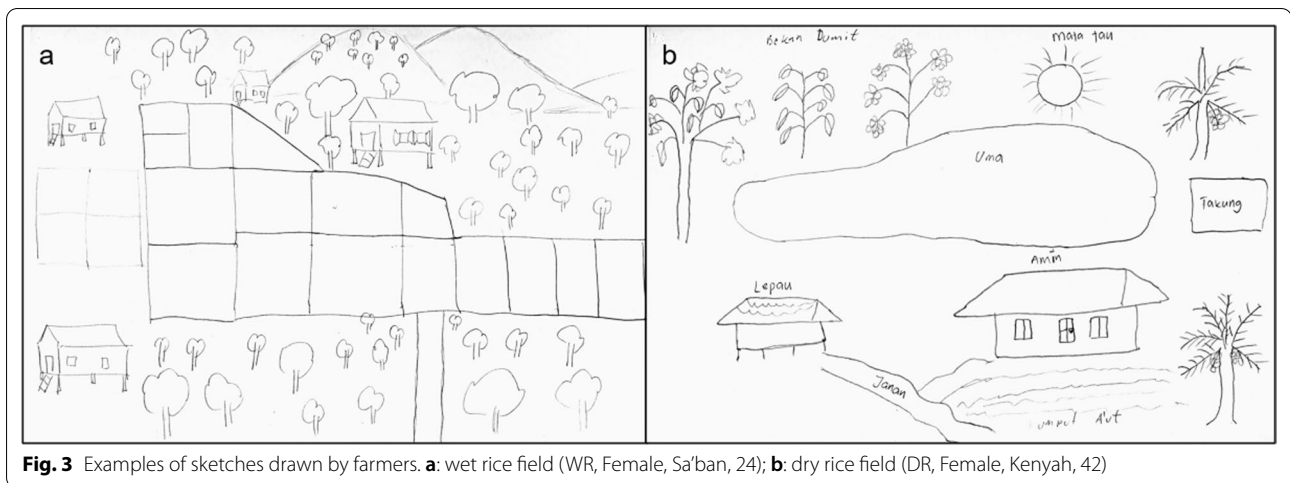 a
b
Bekan Dumit
mata tau
Uma
Takung
Amin
Lepau
Janan
A'ut
Fig. 3 Examples of sketches drawn by farmers. a: wet rice field (WR, Female, Sa'ban, 24); b: dry rice field (DR, Female, Kenyah, 42)